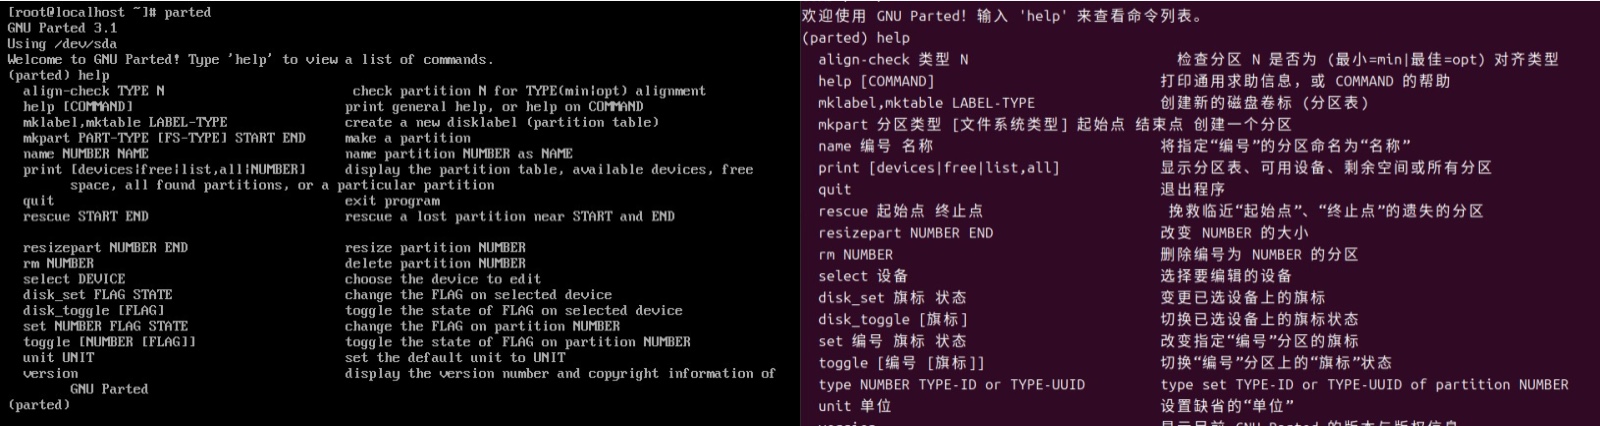 [root@localhost ~]# parted
GNU Parted 3.1
Using /dev/sda
Welcome to GNU Parted! Type 'help' to view a list of commands.
(parted) help
align-check TYPE N check partition N for TYPE(min|opt) alignment
help [COMMAND] print general help, or help on COMMAND
mklabel,mktable LABEL-TYPE create a new disklabel (partition table)
mkpart PART-TYPE [FS-TYPE] START END make a partition
name NUMBER NAME name partition NUMBER as NAME
print [devices|free|list,all|NUMBER] display the partition table, available devices, free
space, all found partitions, or a particular partition
quit exit program
rescue START END rescue a lost partition near START and END
resizepart NUMBER END resize partition NUMBER
rm NUMBER delete partition NUMBER
select DEVICE choose the device to edit
disk_set FLAG STATE change the FLAG on selected device
disk_toggle [FLAG] toggle the state of FLAG on selected device
set NUMBER FLAG STATE change the FLAG on partition NUMBER
toggle [NUMBER [FLAG]] toggle the state of FLAG on partition NUMBER
unit UNIT set the default unit to UNIT
version display the version number and copyright information of
GNU Parted
(parted)
欢迎使用 GNU Parted! 输入 'help' 来查看命令列表。
(parted) help
align-check 类型 N 检查分区 N 是否为 (最小=min|最佳=opt) 对齐类型
help [COMMAND] 打印通用求助信息，或 COMMAND 的帮助
mklabel,mktable LABEL-TYPE 创建新的磁盘卷标 (分区表)
mkpart 分区类型 [文件系统类型] 起始点 结束点 创建一个分区
name 编号 名称 将指定“编号”的分区命名为“名称”
print [devices|free|list,all] 显示分区表、可用设备、剩余空间或所有分区
quit 退出程序
rescue 起始点 终止点 挽救临近“起始点”、“终止点”的遗失的分区
resizepart NUMBER END 改变 NUMBER 的大小
rm NUMBER 删除编号为 NUMBER 的分区
select 设备 选择要编辑的设备
disk_set 旗标 状态 变更已选设备上的旗标
disk_toggle [旗标] 切换已选设备上的旗标状态
set 编号 旗标 状态 改变指定“编号”分区的旗标
toggle [编号 [旗标]] 切换“编号”分区上的“旗标”状态
type NUMBER TYPE-ID or TYPE-UUID type set TYPE-ID or TYPE-UUID of partition NUMBER
unit 单位 设置缺省的“单位”